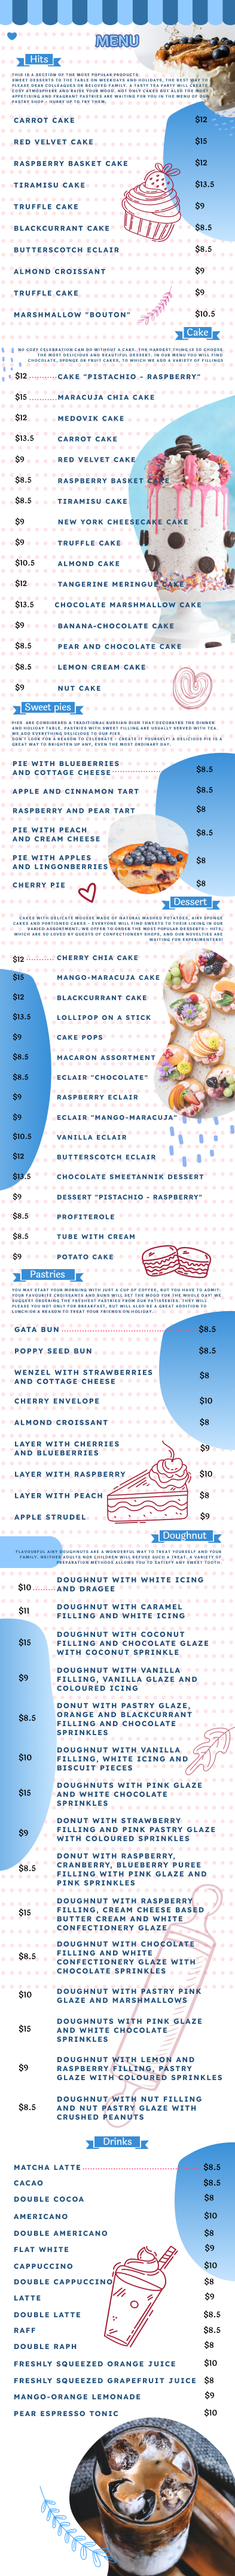 MENU
Hits
THIS IS A SECTION OF THE MOST POPULAR PRODUCTS:
SWEET DESSERTS TO THE TABLE ON WEEKDAYS AND HOLIDAYS, THE BEST WAY TO
PLEASE DEAR COLLEAGUES OR BELOVED FAMILY. A TASTY TEA PARTY WILL CREATE A
COZY ATMOSPHERE AND RAISE YOUR MOOD. NOT ONLY CAKES BUT ALSO THE MOST
APPETIZING AND FRAGRANT PASTRIES ARE WAITING FOR YOU IN THE MENU OF OUR
PASTRY SHOP - HURRY UP TO TRY THEM.
CARROT CAKE $12
RED VELVET CAKE $15
RASPBERRY BASKET CAKE $12
TIRAMISU CAKE $13.5
TRUFFLE CAKE $9
BLACKCURRANT CAKE $8.5
BUTTERSCOTCH ECLAIR $8.5
ALMOND CROISSANT $9
TRUFFLE CAKE $9
MARSHMALLOW "BOUTON" $10.5
Cake
NO COZY CELEBRATION CAN DO WITHOUT A CAKE. THE HARDEST THING IS TO CHOOSE
THE MOST DELICIOUS AND BEAUTIFUL DESSERT. IN OUR MENU YOU WILL FIND
CHOCOLATE, SPONGE OR FRUIT CAKES, TO WHICH WE ADD A VARIETY OF FILLINGS
$12 ........ CAKE "PISTACHIO - RASPBERRY"
$15 ........ MARACUJA CHIA CAKE
$12 MEDOVIK CAKE
$13.5 CARROT CAKE
$9 RED VELVET CAKE
$8.5 RASPBERRY BASKET CAKE
$8.5 TIRAMISU CAKE
$9 NEW YORK CHEESECAKE CAKE
$9 TRUFFLE CAKE
$10.5 ALMOND CAKE
$12 TANGERINE MERINGUE CAKE
$13.5 CHOCOLATE MARSHMALLOW CAKE
$9 BANANA-CHOCOLATE CAKE
$8.5 PEAR AND CHOCOLATE CAKE
$8.5 LEMON CREAM CAKE
$9 NUT CAKE
Sweet pies
PIES ARE CONSIDERED A TRADITIONAL RUSSIAN DISH THAT DECORATES THE DINNER
AND HOLIDAY TABLE. PASTRIES WITH SWEET FILLING ARE USUALLY SERVED WITH TEA.
WE ADD EVERYTHING DELICIOUS TO OUR PIES.
DON'T LOOK FOR A REASON TO CELEBRATE - CREATE IT YOURSELF! A DELICIOUS PIE IS A
GREAT WAY TO BRIGHTEN UP ANY, EVEN THE MOST ORDINARY DAY.
PIE WITH BLUEBERRIES
AND COTTAGE CHEESE ........ $8.5
APPLE AND CINNAMON TART $8.5
RASPBERRY AND PEAR TART $8
PIE WITH PEACH
AND CREAM CHEESE $8.5
PIE WITH APPLES
AND LINGONBERRIES $8
CHERRY PIE $8
Dessert
CAKES WITH DELICATE MOUSSE MADE OF NATURAL MASHED POTATOES, AIRY SPONGE
CAKES AND PORTIONED CAKES - EVERYONE WILL FIND SWEETS TO THEIR LIKING IN OUR
VARIED ASSORTMENT. WE OFFER TO ORDER THE MOST POPULAR DESSERTS - HITS,
WHICH ARE SO LOVED BY GUESTS OF CONFECTIONERY SHOPS, AND OUR NOVELTIES ARE
WAITING FOR EXPERIMENTERS!
$12 ........ CHERRY CHIA CAKE
$15 MANGO-MARACUJA CAKE
$12 BLACKCURRANT CAKE
$13.5 LOLLIPOP ON A STICK
$9 CAKE POPS
$8.5 MACARON ASSORTMENT
$8.5 ECLAIR "CHOCOLATE"
$9 RASPBERRY ECLAIR
$9 ECLAIR "MANGO-MARACUJA"
$10.5 VANILLA ECLAIR
$12 BUTTERSCOTCH ECLAIR
$13.5 CHOCOLATE SMEETANNIK DESSERT
$9 DESSERT "PISTACHIO - RASPBERRY"
$8.5 PROFITEROLE
$8.5 TUBE WITH CREAM
$9 POTATO CAKE
Pastries
YOU MAY START YOUR MORNING WITH JUST A CUP OF COFFEE, BUT YOU HAVE TO ADMIT:
YOUR FAVOURITE CROISSANTS AND BUNS WILL SET THE MOOD FOR THE WHOLE DAY! WE
SUGGEST ORDERING THE FRESHEST PASTRIES FROM OUR PATISSERIE. THEY WILL
PLEASE YOU NOT ONLY FOR BREAKFAST, BUT WILL ALSO BE A GREAT ADDITION TO
LUNCH OR A REASON TO TREAT YOUR FRIENDS ON HOLIDAY.
GATA BUN ........ $8.5
POPPY SEED BUN $8.5
WENZEL WITH STRAWBERRIES
AND COTTAGE CHEESE $8
CHERRY ENVELOPE $10
ALMOND CROISSANT $8
LAYER WITH CHERRIES
AND BLUEBERRIES $9
LAYER WITH RASPBERRY $10
LAYER WITH PEACH $8
APPLE STRUDEL $9
Doughnut
FLAVOURFUL AIRY DOUGHNUTS ARE A WONDERFUL WAY TO TREAT YOURSELF AND YOUR
FAMILY. NEITHER ADULTS NOR CHILDREN WILL REFUSE SUCH A TREAT. A VARIETY OF
PREPARATION METHODS ALLOWS YOU TO SATISFY ANY SWEET TOOTH.
DOUGHNUT WITH WHITE ICING
$10 ........ AND DRAGEE
$11 DOUGHNUT WITH CARAMEL
FILLING AND WHITE ICING
DOUGHNUT WITH COCONUT
$15 FILLING AND CHOCOLATE GLAZE
WITH COCONUT SPRINKLE
DOUGHNUT WITH VANILLA
$9 FILLING, VANILLA GLAZE AND
COLOURED ICING
DONUT WITH PASTRY GLAZE,
ORANGE AND BLACKCURRANT
$8.5 FILLING AND CHOCOLATE
SPRINKLES
DOUGHNUT WITH VANILLA
$10 FILLING, WHITE ICING AND
BISCUIT PIECES
DOUGHNUTS WITH PINK GLAZE
$15 AND WHITE CHOCOLATE
SPRINKLES
DONUT WITH STRAWBERRY
$9 FILLING AND PINK PASTRY GLAZE
WITH COLOURED SPRINKLES
DONUT WITH RASPBERRY,
CRANBERRY, BLUEBERRY PUREE
$8.5 FILLING WITH PINK GLAZE AND
PINK SPRINKLES
DOUGHNUT WITH RASPBERRY
FILLING, CREAM CHEESE BASED
$15 BUTTER CREAM AND WHITE
CONFECTIONERY GLAZE
DOUGHNUT WITH CHOCOLATE
FILLING AND WHITE
$8.5 CONFECTIONERY GLAZE WITH
CHOCOLATE SPRINKLES
$10 DOUGHNUT WITH PASTRY PINK
GLAZE AND MARSHMALLOWS
DOUGHNUTS WITH PINK GLAZE
$15 AND WHITE CHOCOLATE
SPRINKLES
DOUGHNUT WITH LEMON AND
$9 RASPBERRY FILLING, PASTRY
GLAZE WITH COLOURED SPRINKLES
DOUGHNUT WITH NUT FILLING
$8.5 AND NUT PASTRY GLAZE WITH
CRUSHED PEANUTS
Drinks
MATCHA LATTE ........ $8.5
CACAO $8.5
DOUBLE COCOA $8
AMERICANO $10
DOUBLE AMERICANO $8
FLAT WHITE $9
CAPPUCCINO $10
DOUBLE CAPPUCCINO $8
LATTE $9
DOUBLE LATTE $8.5
RAFF $8.5
DOUBLE RAPH $8
FRESHLY SQUEEZED ORANGE JUICE $10
FRESHLY SQUEEZED GRAPEFRUIT JUICE $8
MANGO-ORANGE LEMONADE $9
PEAR ESPRESSO TONIC $10